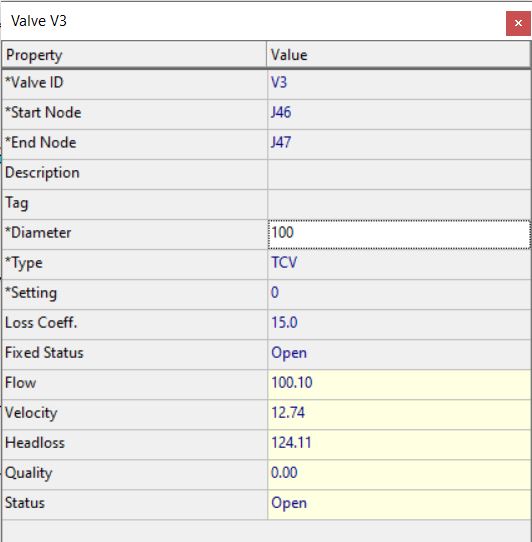 Valve V3
Property Value
*Valve ID V3
*Start Node J46
*End Node J47
Description
Tag
*Diameter 100
*Type TCV
*Setting 0
Loss Coeff. 15.0
Fixed Status Open
Flow 100.10
Velocity 12.74
Headloss 124.11
Quality 0.00
Status Open